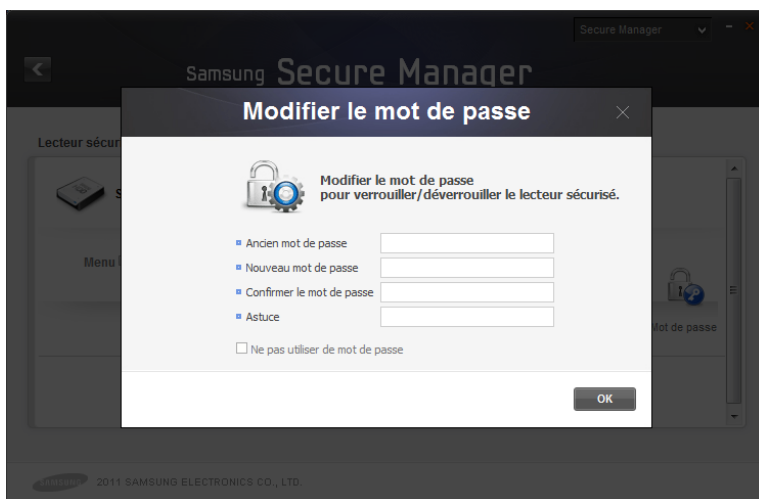 Secure Manager
Samsung Secure Manager
Modifier le mot de passe
Lecteur sécur
Modifier le mot de passe
pour verrouiller/déverrouiller le lecteur sécurisé.
S
Ancien mot de passe
Menu
Nouveau mot de passe
Confirmer le mot de passe
Astuce
Mot de passe
Ne pas utiliser de mot de passe
OK
SAMSUNG 2011 SAMSUNG ELECTRONICS CO., LTD.